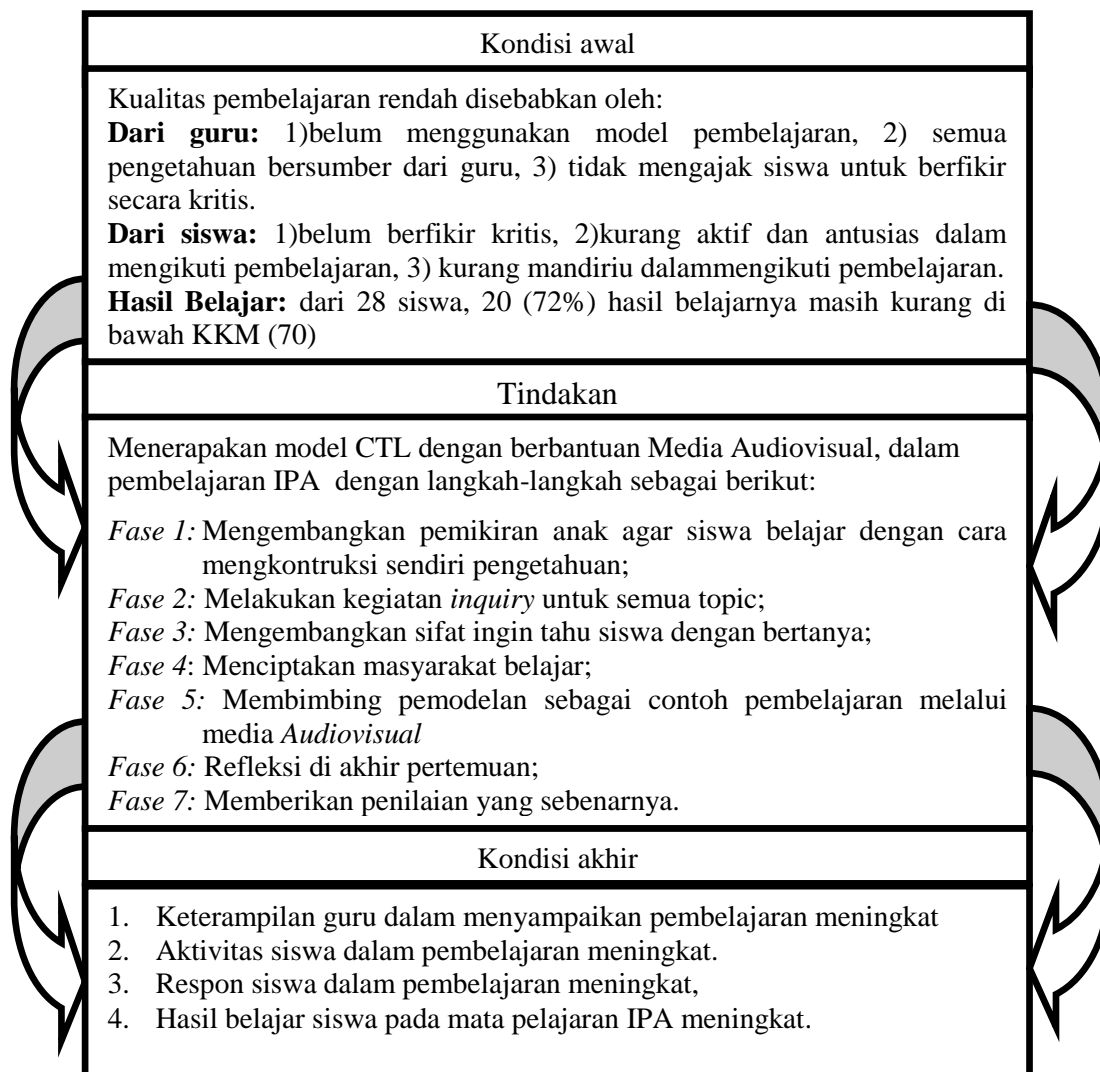 Kondisi awal
Kualitas pembelajaran rendah disebabkan oleh:
Dari guru: 1)belum menggunakan model pembelajaran, 2) semua
pengetahuan bersumber dari guru, 3) tidak mengajak siswa untuk berfikir
secara kritis.
Dari siswa: 1)belum berfikir kritis, 2)kurang aktif dan antusias dalam
mengikuti pembelajaran, 3) kurang mandiriu dalammengikuti pembelajaran.
Hasil Belajar: dari 28 siswa, 20 (72%) hasil belajarnya masih kurang di
bawah KKM (70)
Tindakan
Menerapakan model CTL dengan berbantuan Media Audiovisual, dalam
pembelajaran IPA dengan langkah-langkah sebagai berikut:
Fase 1: Mengembangkan pemikiran anak agar siswa belajar dengan cara
mengkontruksi sendiri pengetahuan;
Fase 2: Melakukan kegiatan inquiry untuk semua topic;
Fase 3: Mengembangkan sifat ingin tahu siswa dengan bertanya;
Fase 4: Menciptakan masyarakat belajar;
Fase 5: Membimbing pemodelan sebagai contoh pembelajaran melalui
media Audiovisual
Fase 6: Refleksi di akhir pertemuan;
Fase 7: Memberikan penilaian yang sebenarnya.
Kondisi akhir
1. Keterampilan guru dalam menyampaikan pembelajaran meningkat
2. Aktivitas siswa dalam pembelajaran meningkat.
3. Respon siswa dalam pembelajaran meningkat,
4. Hasil belajar siswa pada mata pelajaran IPA meningkat.